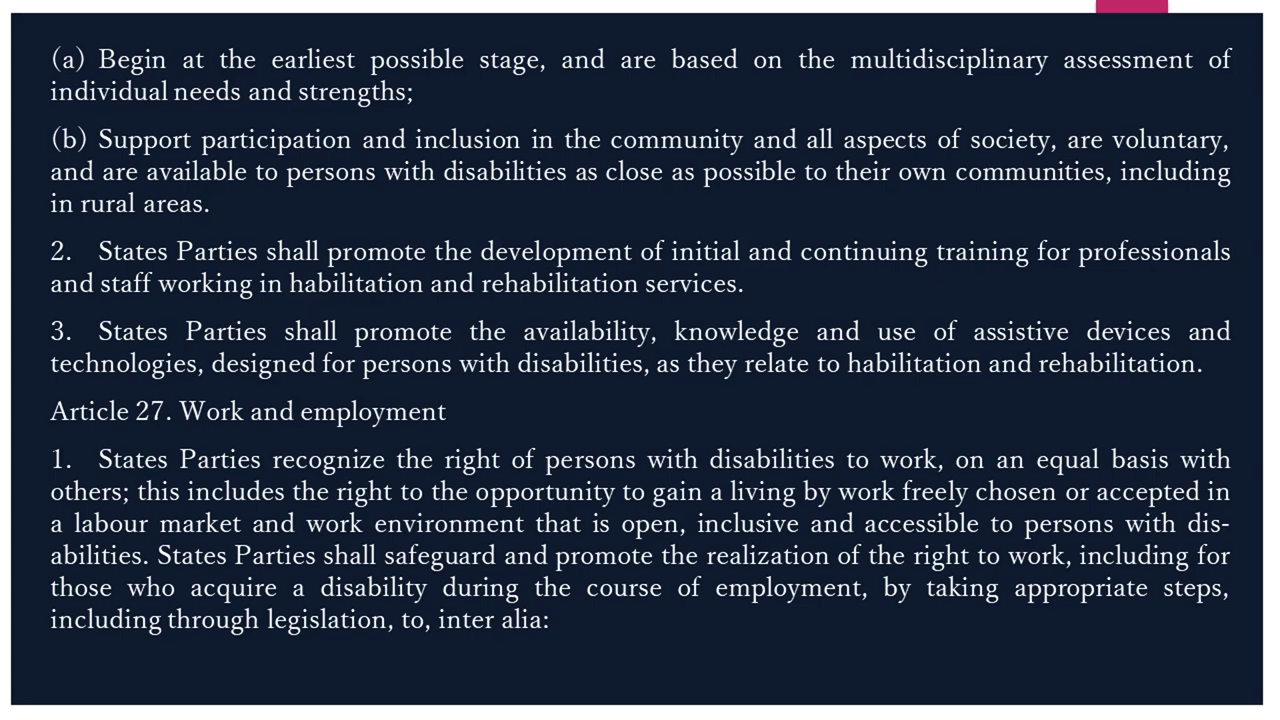 (a) Begin at the earliest possible stage, and are based on the multidisciplinary assessment of
individual needs and strengths;
(b) Support participation and inclusion in the community and all aspects of society, are voluntary,
and are available to persons with disabilities as close as possible to their own communities, including
in rural areas.
2. States Parties shall promote the development of initial and continuing training for professionals
and staff working in habilitation and rehabilitation services.
3. States Parties shall promote the availability, knowledge and use of assistive devices and
technologies, designed for persons with disabilities, as they relate to habilitation and rehabilitation.
Article 27. Work and employment
1. States Parties recognize the right of persons with disabilities to work, on an equal basis with
others; this includes the right to the opportunity to gain a living by work freely chosen or accepted in
a labour market and work environment that is open, inclusive and accessible to persons with dis-
abilities. States Parties shall safeguard and promote the realization of the right to work, including for
those who acquire a disability during the course of employment, by taking appropriate steps,
including through legislation, to, inter alia: